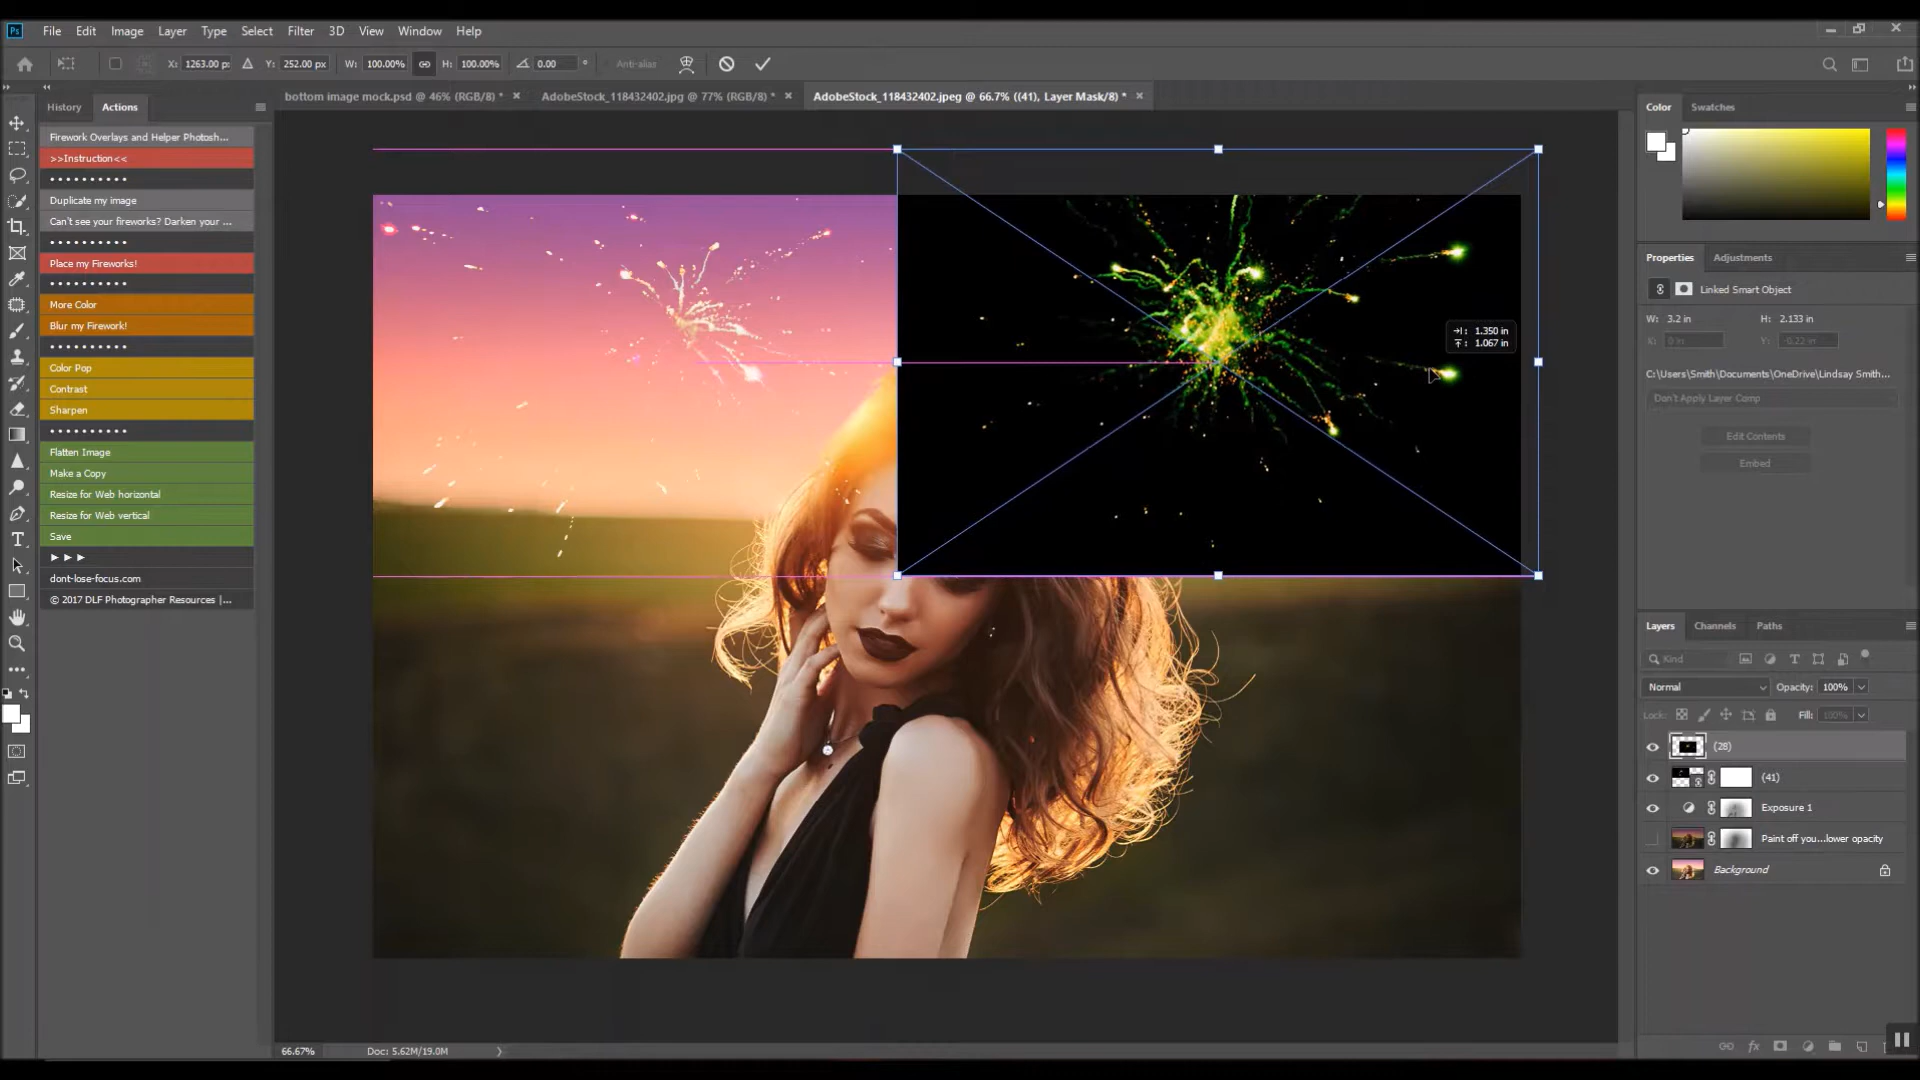 Ps File Edit Image Layer Type Select Filter 3D View Window Help
X: 1263.00 p: Y: 252.00 px W: 100.00% H: 100.00% 0.00 ° Anti-alias
bottom image mock.psd @ 46% (RGB/8) * AdobeStock_118432402.jpg @ 77% (RGB/8) * AdobeStock_118432402.jpeg @ 66.7% ((41), Layer Mask/8) *
History Actions
Firework Overlays and Helper Photosh...
>>Instruction<<
Duplicate my image
Can't see your fireworks? Darken your ...
Place my Fireworks!
More Color
Blur my Firework!
Color Pop
Contrast
Sharpen
Flatten Image
Make a Copy
Resize for Web horizontal
Resize for Web vertical
Save
dont-lose-focus.com
© 2017 DLF Photographer Resources |...
1.350 in
1.067 in
Color Swatches
Properties Adjustments
Linked Smart Object
W: 3.2 in H: 2.133 in
X: 0 in Y: -0.22 in
C:\Users\Smith\Documents\OneDrive\Lindsay Smith...
Don't Apply Layer Comp
Edit Contents
Embed
Layers Channels Paths
Kind
Normal Opacity: 100%
Lock: Fill: 100%
(28)
(41)
Exposure 1
Paint off you...lower opacity
Background
66.67% Doc: 5.62M/19.0M